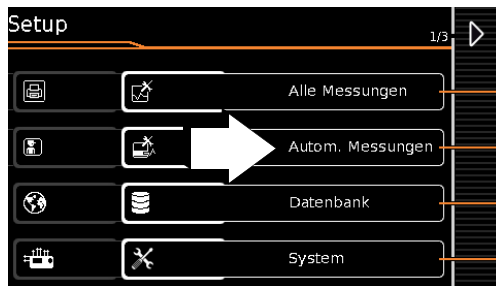 Setup
1/3
Alle Messungen
Autom. Messungen
Datenbank
System